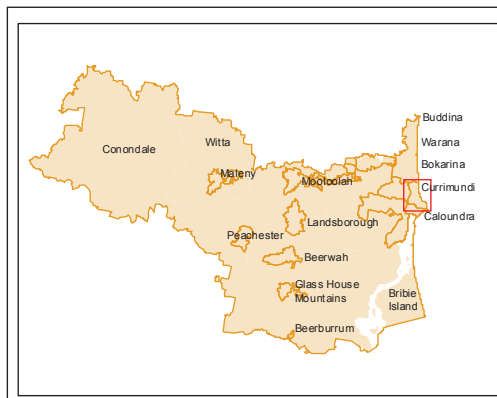 Buddina
Witta
Warana
Conondale
Bokarina
Maleny
Mooloolah
Currimundi
Caloundra
Landsborough
Peachester
Beerwah
Glass House
Mountains
Bribie
Island
Beerburrum